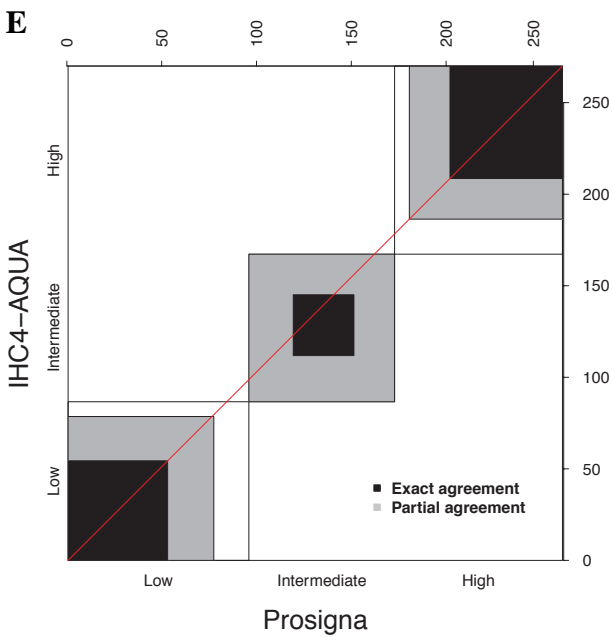 E
0 50 100 150 200 250
High
Intermediate
Low
IHC4–AQUA
250
200
150
100
50
0
Exact agreement
Partial agreement
Low Intermediate High
Prosigna